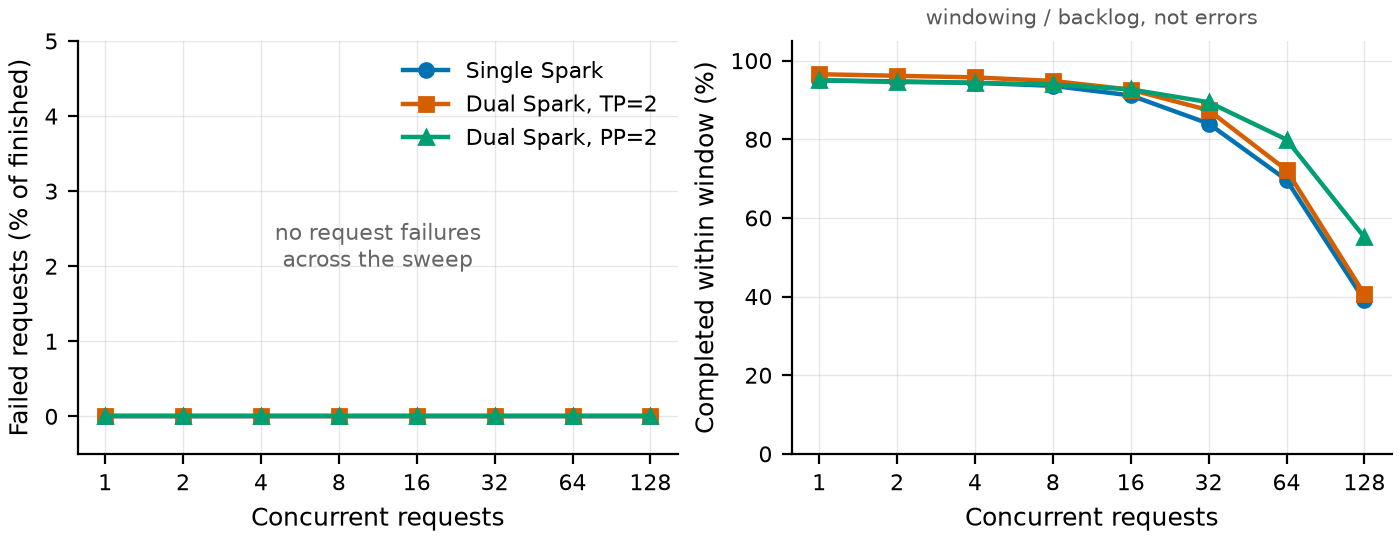 Failed requests (% of finished)
5
4
3
2
1
0
Single Spark
Dual Spark, TP=2
Dual Spark, PP=2
no request failures
across the sweep
1 2 4 8 16 32 64 128
Concurrent requests
windowing / backlog, not errors
Completed within window (%)
100
80
60
40
20
0
1 2 4 8 16 32 64 128
Concurrent requests